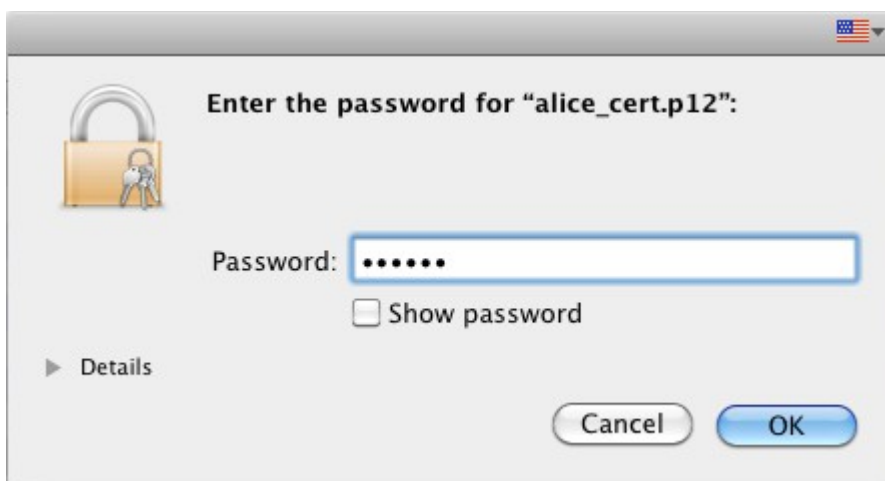 Enter the password for “alice_cert.p12”:
Password: ••••••
Show password
Details
Cancel OK